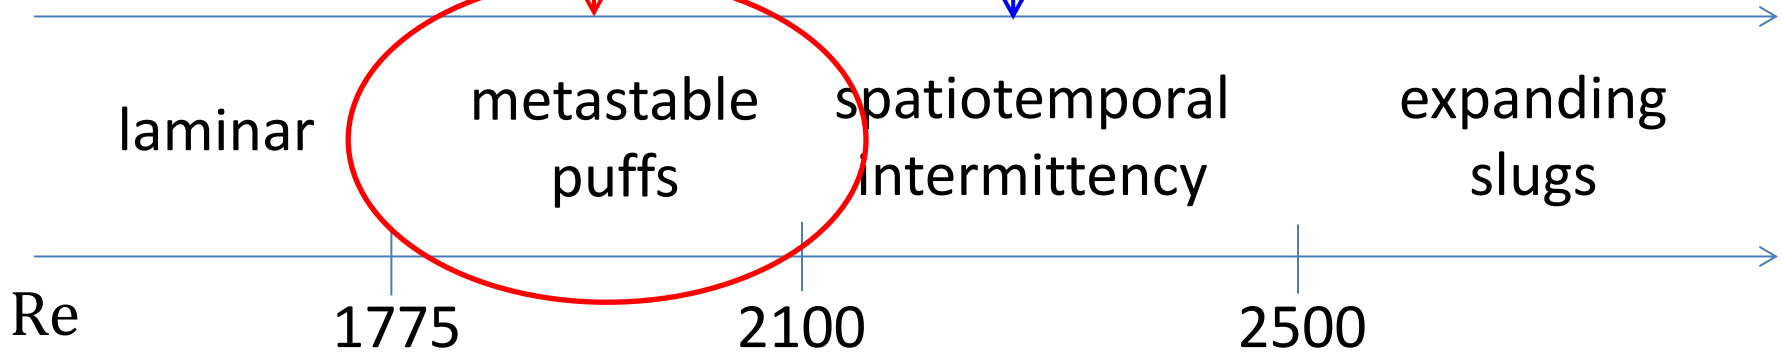 laminar
metastable
puffs
spatiotemporal
intermittency
expanding
slugs
Re
1775
2100
2500